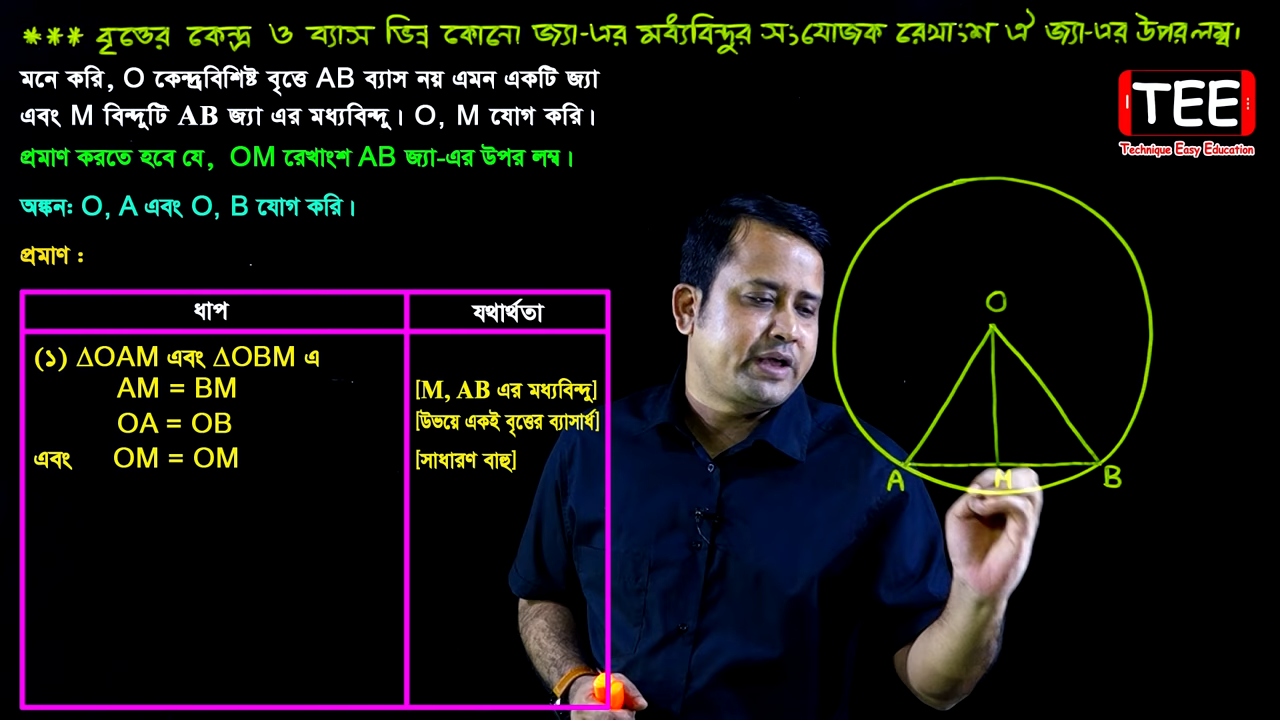 *** বৃত্তের কেন্দ্র ও ব্যাস ভিন্ন কোনো জ্যা-এর মধ্যবিন্দুর সংযোজক রেখাংশ ঐ জ্যা-এর উপর লম্ব।
মনে করি, O কেন্দ্রবিশিষ্ট বৃত্তে AB ব্যাস নয় এমন একটি জ্যা
এবং M বিন্দুটি AB জ্যা এর মধ্যবিন্দু। O, M যোগ করি।
প্রমাণ করতে হবে যে, OM রেখাংশ AB জ্যা-এর উপর লম্ব।
অঙ্কন: O, A এবং O, B যোগ করি।
প্রমাণ :
ধাপ যথার্থতা
(১) ΔOAM এবং ΔOBM এ
AM = BM [M, AB এর মধ্যবিন্দু]
OA = OB [উভয়ে একই বৃত্তের ব্যাসার্ধ]
এবং OM = OM [সাধারণ বাহু]
TEE
Technique Easy Education
O
A M B